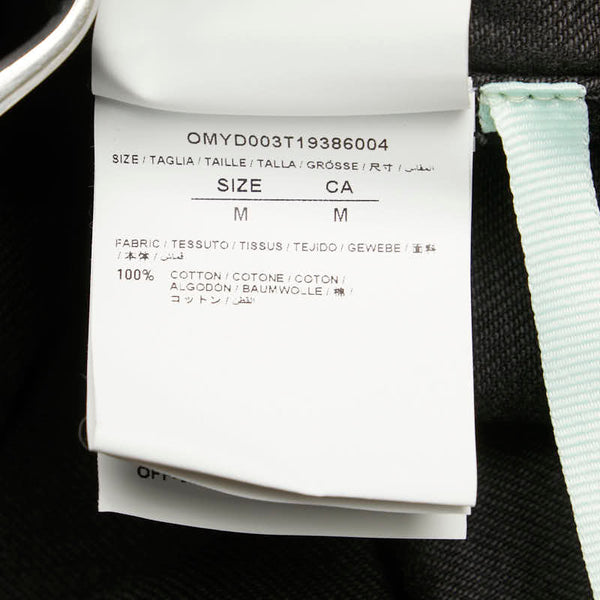 OMYD003T19386004
SIZE / TAGLIA / TAILLE / TALLA / GRÖSSE / 尺寸 / المقاس
SIZE CA
M M
FABRIC / TESSUTO / TISSUS / TEJIDO / GEWEBE / 面料
/ 本体 / قماش
100% COTTON / COTONE / COTON /
ALGODÓN / BAUMWOLLE / 棉 /
コットン / القطن